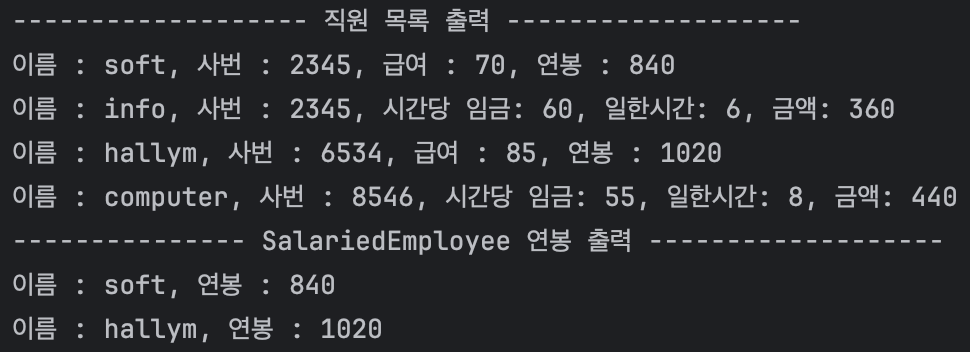 ------------------- 직원 목록 출력 -------------------
이름 : soft, 사번 : 2345, 급여 : 70, 연봉 : 840
이름 : info, 사번 : 2345, 시간당 임금: 60, 일한시간: 6, 금액: 360
이름 : hallym, 사번 : 6534, 급여 : 85, 연봉 : 1020
이름 : computer, 사번 : 8546, 시간당 임금: 55, 일한시간: 8, 금액: 440
--------------- SalariedEmployee 연봉 출력 -------------------
이름 : soft, 연봉 : 840
이름 : hallym, 연봉 : 1020